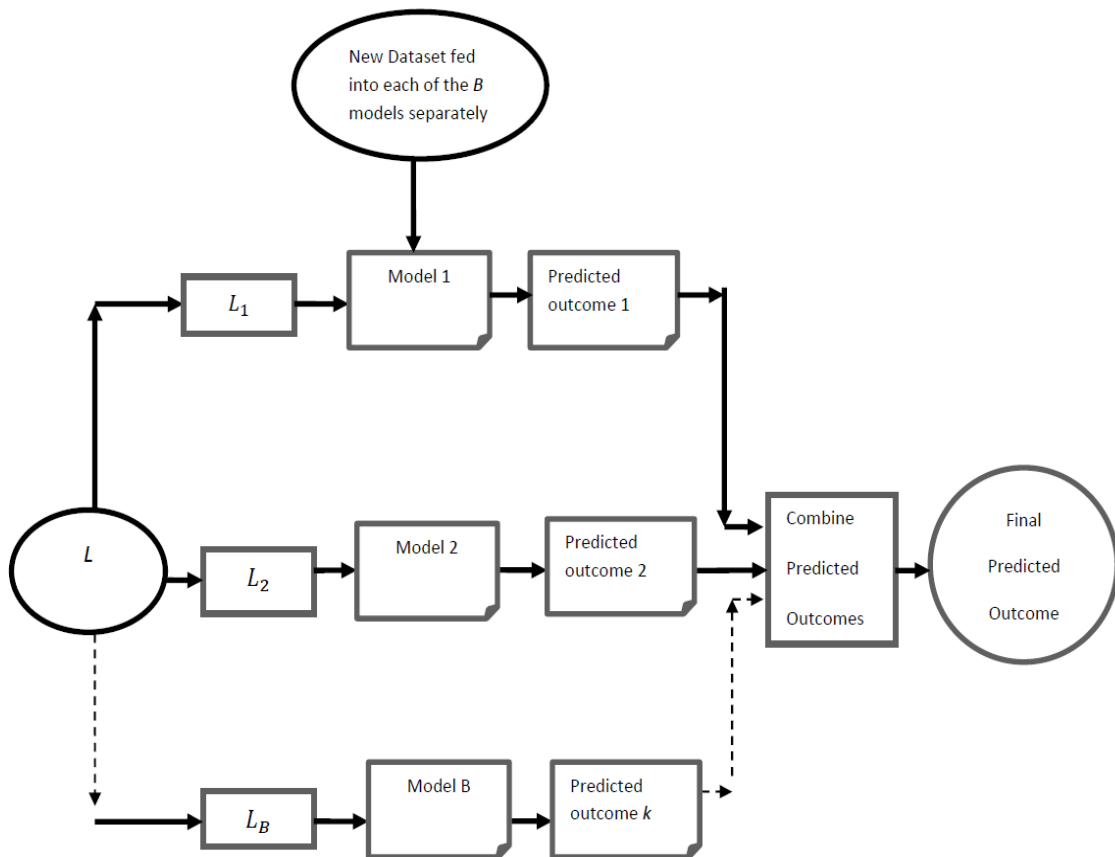 New Dataset fed
into each of the B
models separately
L₁
Model 1
Predicted
outcome 1
L
L₂
Model 2
Predicted
outcome 2
Combine
Predicted
Outcomes
Final
Predicted
Outcome
L_B
Model B
Predicted
outcome k